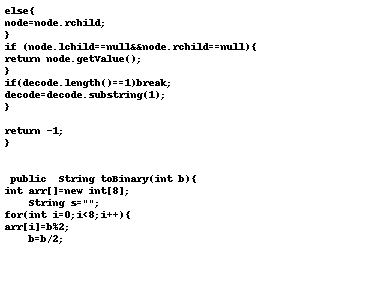 else{
node=node.rchild;
}
if (node.lchild==null&&node.rchild==null){
return node.getValue();
}
if(decode.length()==1)break;
decode=decode.substring(1);
}

return -1;
}

 public  String toBinary(int b){
int arr[]=new int[8];
    String s="";
for(int i=0;i<8;i++){
arr[i]=b%2;
    b=b/2;